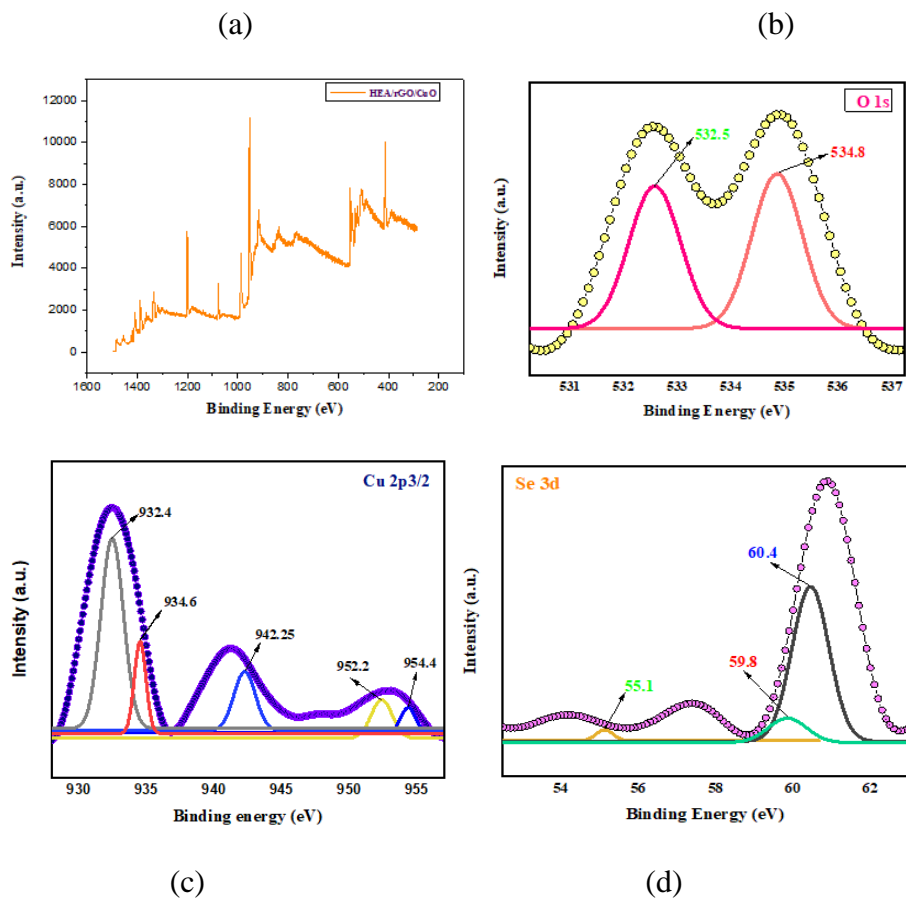 (a)
(b)
HEA/rGO/CuO
12000
10000
8000
6000
4000
2000
0
1600 1400 1200 1000 800 600 400 200
Intensity (a.u.)
Binding Energy (eV)
O 1s
532.5
534.8
Intensity (a.u.)
531 532 533 534 535 536 537
Binding Energy (eV)
Cu 2p3/2
932.4
934.6
942.25
952.2
954.4
Intensity (a.u.)
930 935 940 945 950 955
Binding energy (eV)
Se 3d
60.4
59.8
55.1
Intensity (a.u.)
54 56 58 60 62
Binding Energy (eV)
(c)
(d)